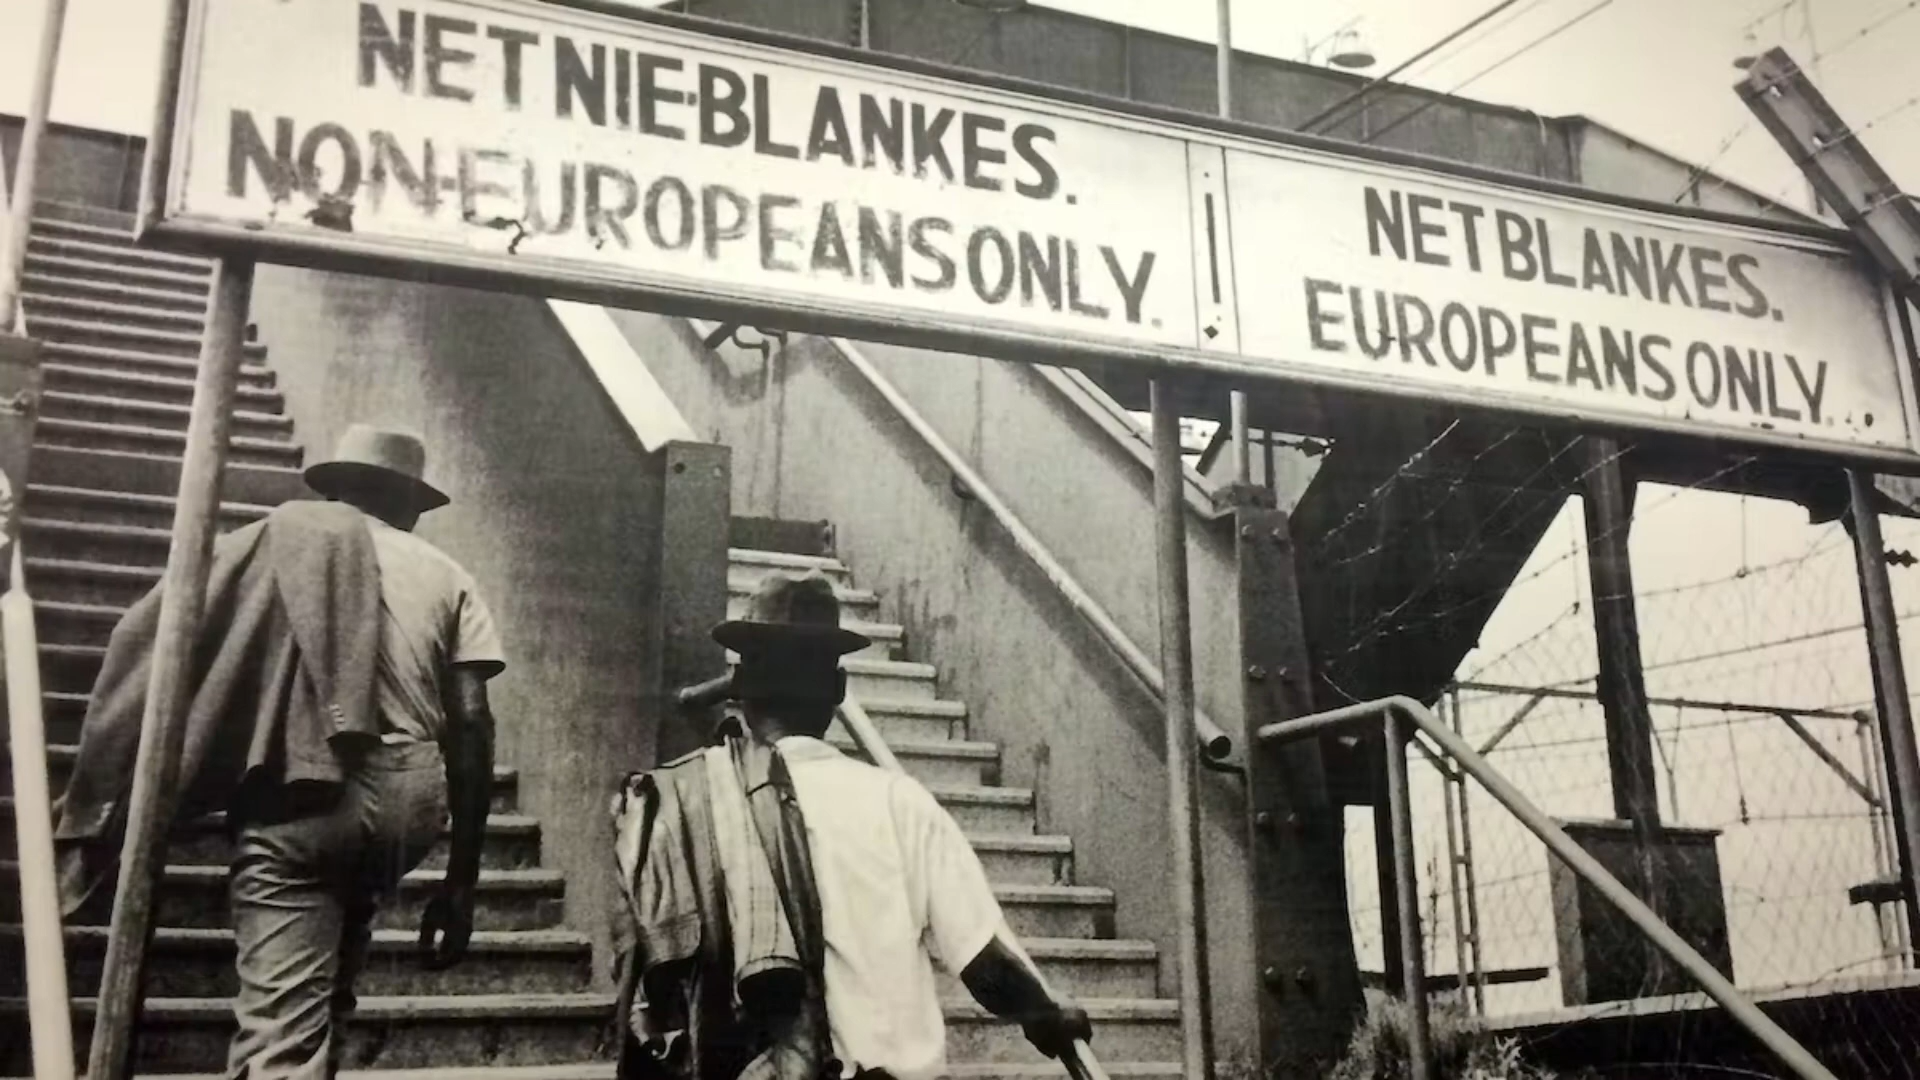 NET NIE-BLANKES.
NON-EUROPEANS ONLY.
NET BLANKES.
EUROPEANS ONLY.